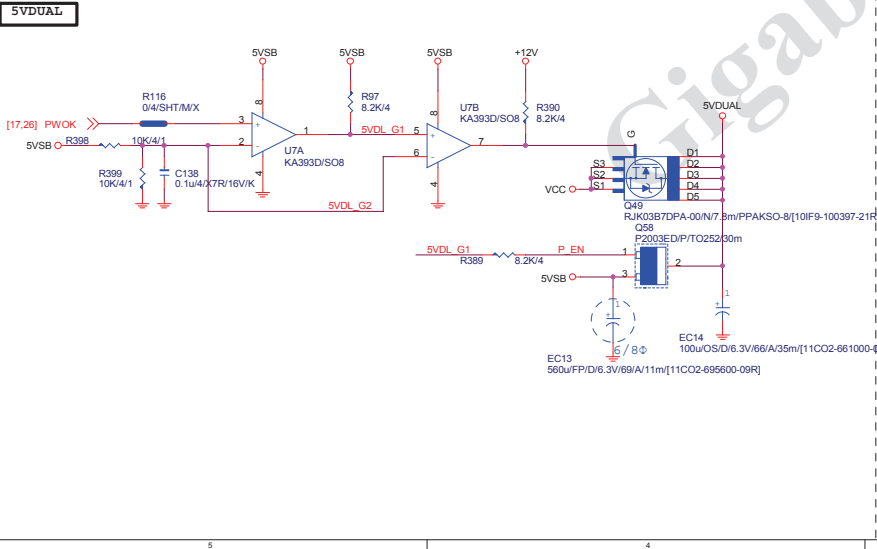 5VDUAL
5VSB
5VSB
5VSB
+12V
5VDUAL
R116
0/4/SHT/M/X
[17,26] PWOK
5VSB
R398
10K/4/1
R399
10K/4/1
C138
0.1u/4/X7R/16V/K
8
3
+
2
-
1
4
U7A
KA393D/SO8
R97
8.2K/4
5VDL_G1
5VDL_G2
8
5
+
6
-
7
4
U7B
KA393D/SO8
R390
8.2K/4
G
S3
S2
S1
VCC
D1
D2
D3
D4
D5
Q49
RJK03B7DPA-00/N/7.8m/PPAKSO-8/[10IF9-100397-21R
Q58
P2003ED/P/TO252/30m
5VDL_G1
R389
8.2K/4
P_EN
1
2
3
5VSB
1
+
6/8Φ
EC13
560u/FP/D/6.3V/69/A/11m/[11CO2-695600-09R]
1
+
EC14
100u/OS/D/6.3V/66/A/35m/[11CO2-661000-0
Gigab
5
4